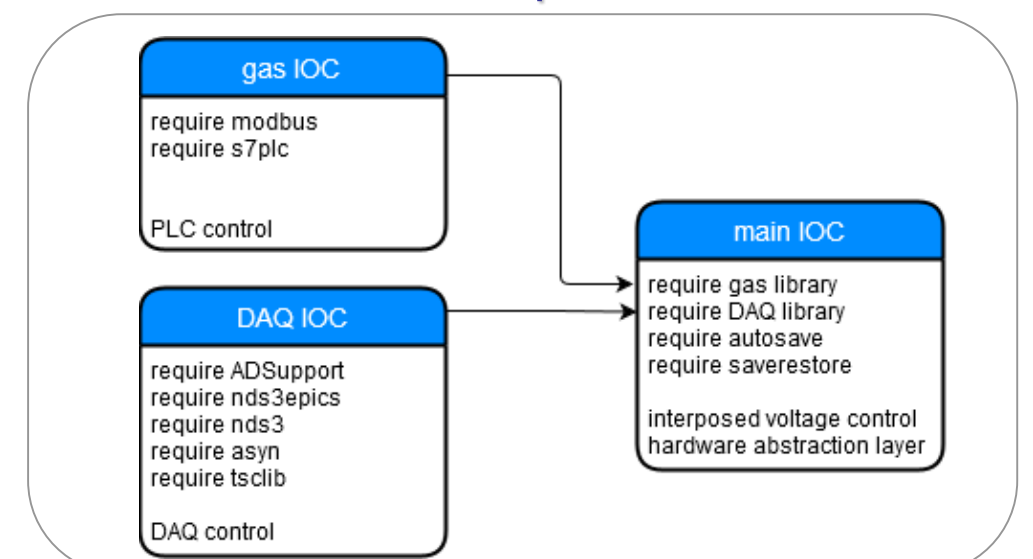 gas IOC
require modbus
require s7plc
PLC control
DAQ IOC
require ADSupport
require nds3epics
require nds3
require asyn
require tsclib
DAQ control
main IOC
require gas library
require DAQ library
require autosave
require saverestore
interposed voltage control
hardware abstraction layer